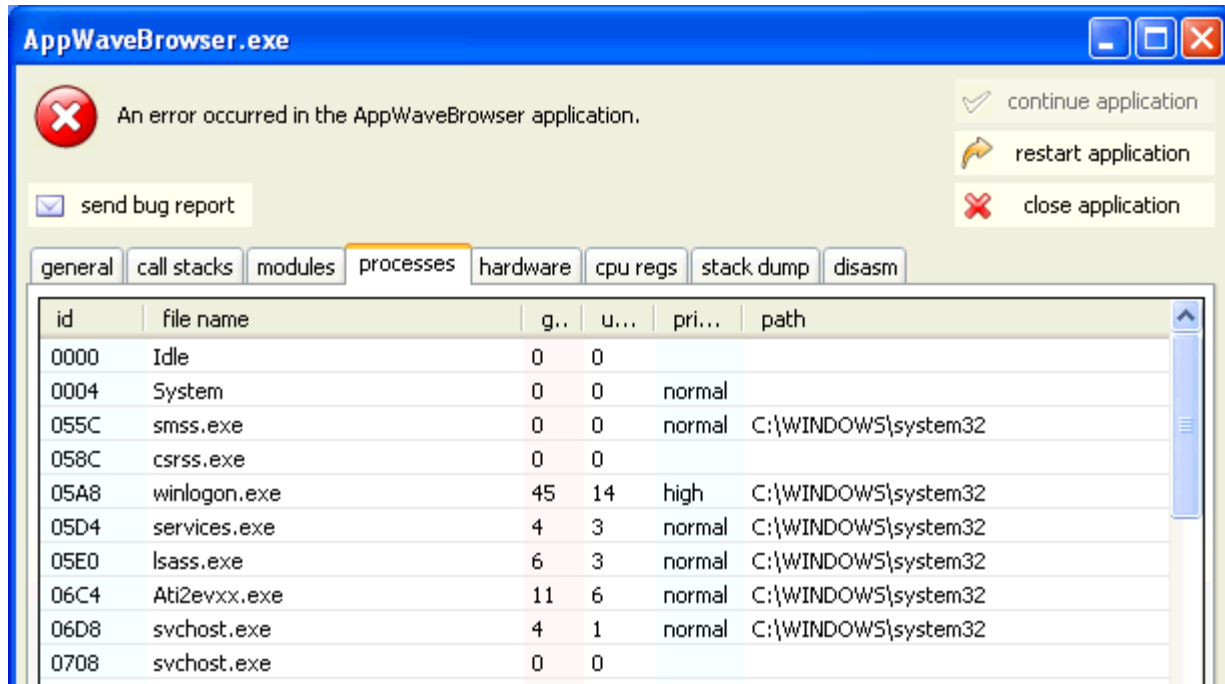 AppWaveBrowser.exe
An error occurred in the AppWaveBrowser application.
continue application
restart application
send bug report
close application
general call stacks modules processes hardware cpu regs stack dump disasm
id file name g.. u... pri... path
0000 Idle 0 0
0004 System 0 0 normal
055C smss.exe 0 0 normal C:\WINDOWS\system32
058C csrss.exe 0 0
05A8 winlogon.exe 45 14 high C:\WINDOWS\system32
05D4 services.exe 4 3 normal C:\WINDOWS\system32
05E0 lsass.exe 6 3 normal C:\WINDOWS\system32
06C4 Ati2evxx.exe 11 6 normal C:\WINDOWS\system32
06D8 svchost.exe 4 1 normal C:\WINDOWS\system32
0708 svchost.exe 0 0